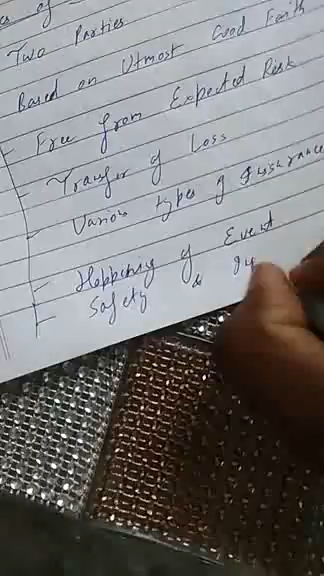 of
Two Parties
Based on Utmost Good Faith
Free from Expected Risk
Transfer of Loss
Various types of Insurance
Happening of Event
Safety &